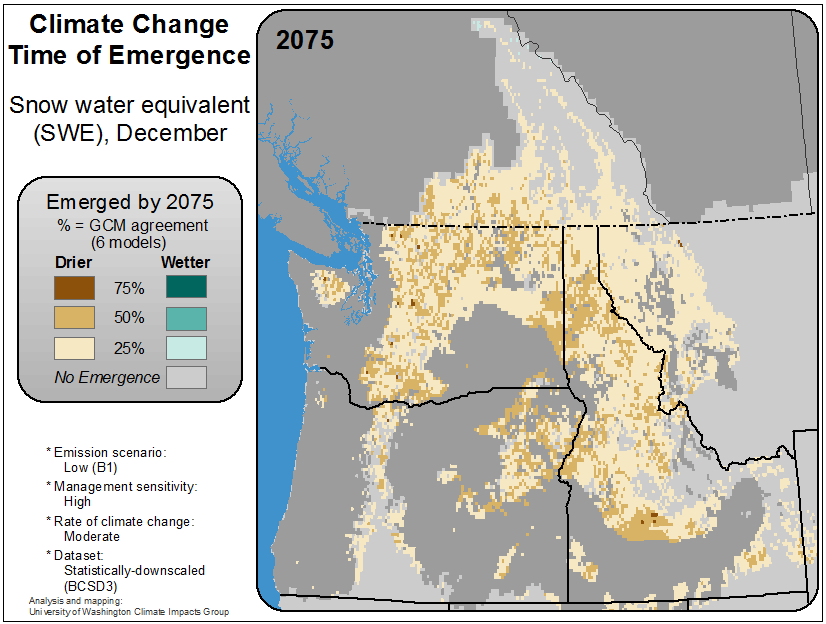 Climate Change
Time of Emergence
Snow water equivalent
(SWE), December
2075
Emerged by 2075
% = GCM agreement
(6 models)
Drier Wetter
75%
50%
25%
No Emergence
* Emission scenario:
Low (B1)
* Management sensitivity:
High
* Rate of climate change:
Moderate
* Dataset:
Statistically-downscaled
(BCSD3)
Analysis and mapping:
University of Washington Climate Impacts Group